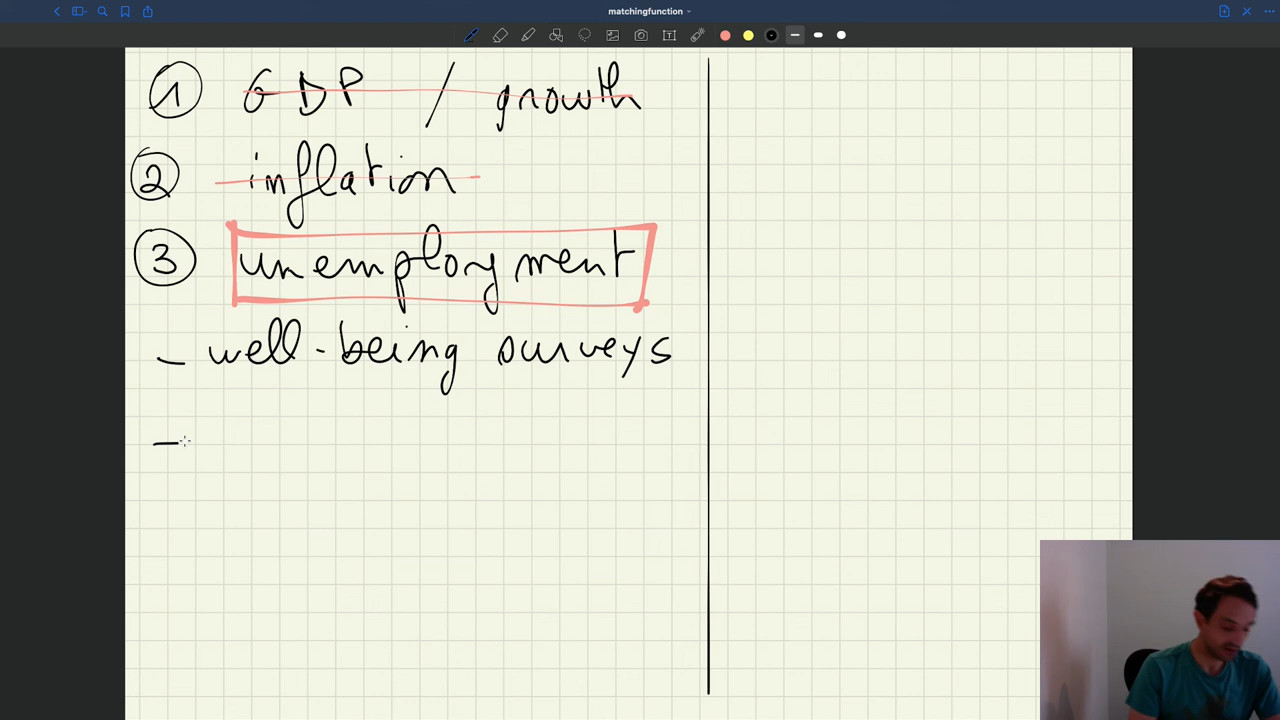 matchingfunction
1 GDP / growth
2 inflation
3 unemployment
- well-being surveys
-